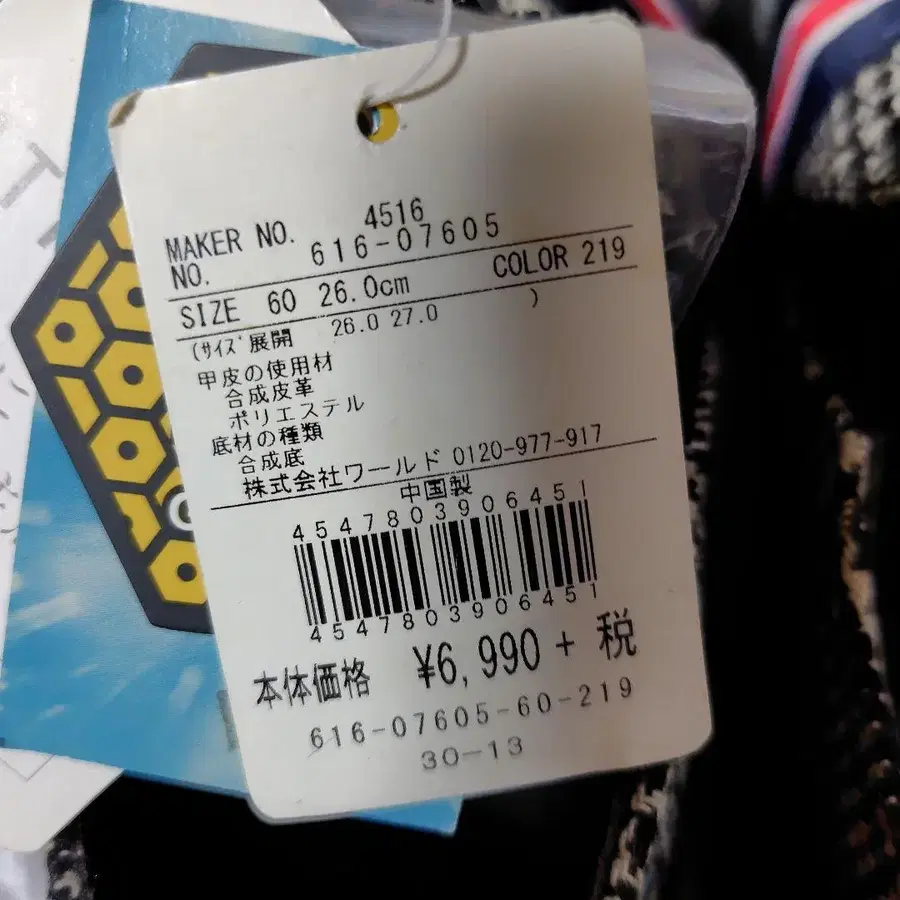 MAKER NO. 4516
NO. 616-07605
SIZE 60 26.0cm COLOR 219
(ｻｲｽﾞ展開 26.0 27.0 )
甲皮の使用材
合成皮革
ポリエステル
底材の種類
合成底
株式会社ワールド 0120-977-917
中国製
4547803906451
4547803906451
本体価格 ¥6,990 + 税
616-07605-60-219
30-13